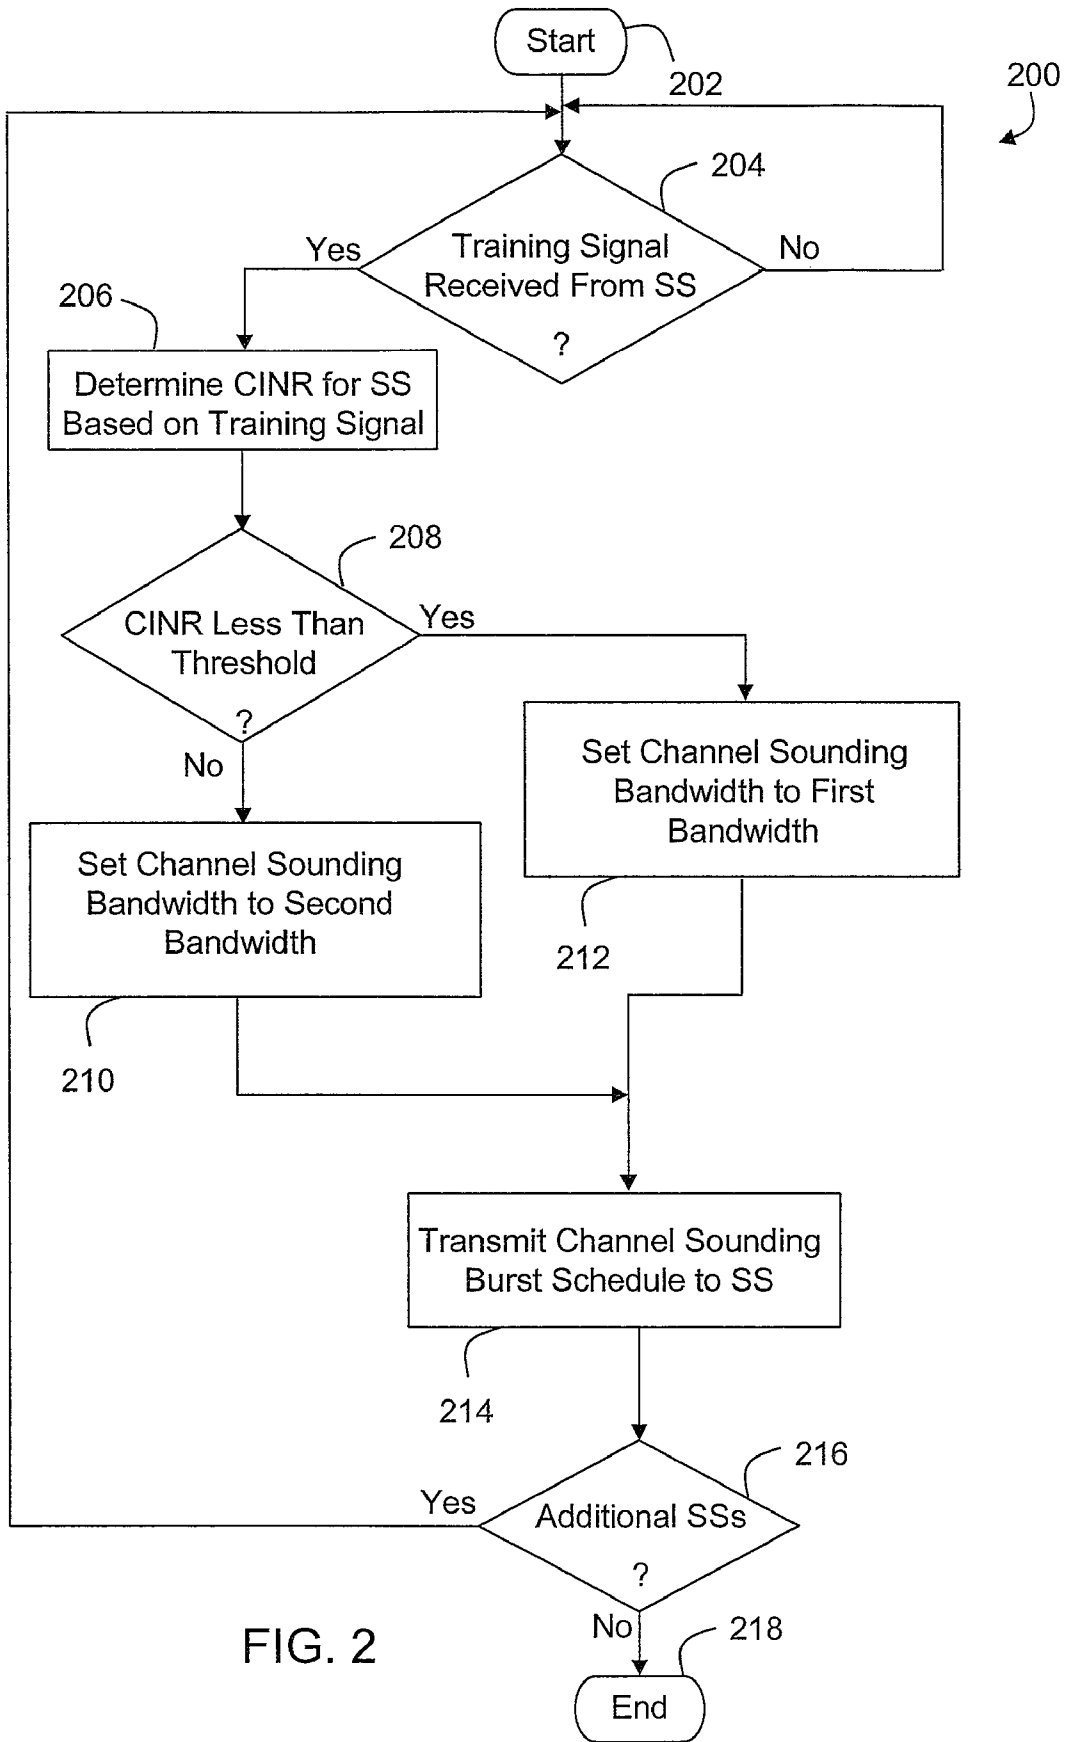 Start
202
200
204
Training Signal
Received From SS
?
Yes
No
206
Determine CINR for SS
Based on Training Signal
208
CINR Less Than
Threshold
?
Yes
No
Set Channel Sounding
Bandwidth to First
Bandwidth
212
Set Channel Sounding
Bandwidth to Second
Bandwidth
210
Transmit Channel Sounding
Burst Schedule to SS
214
216
Additional SSs
?
Yes
No
218
End
FIG. 2